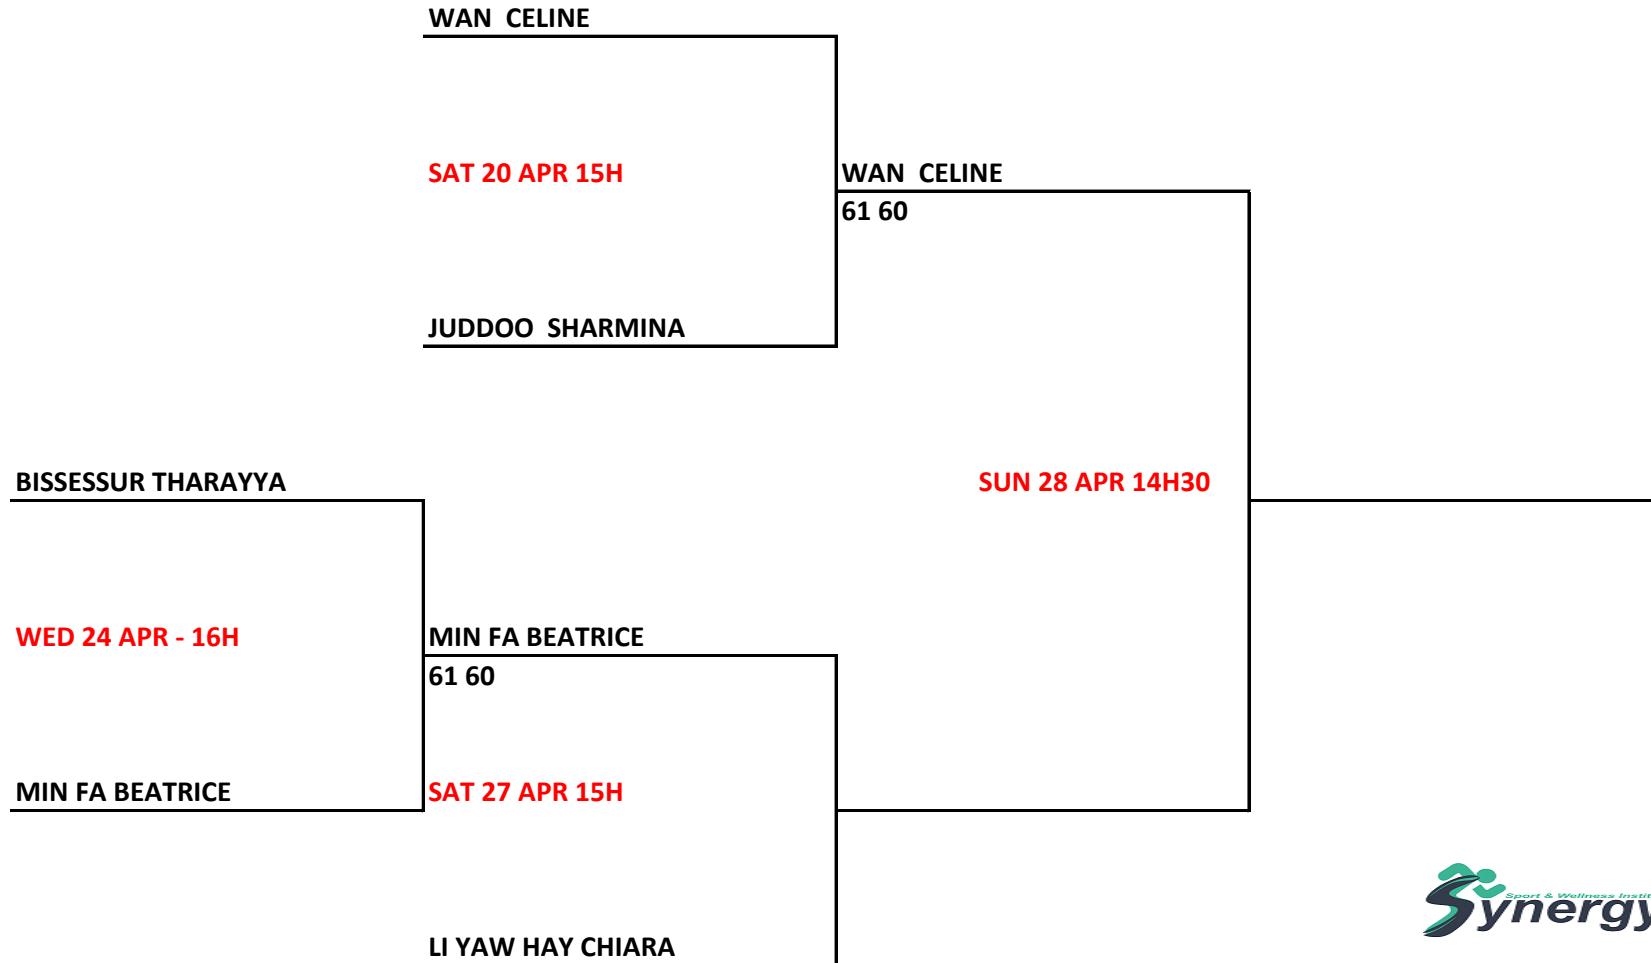 WAN  CELINE
SAT 20 APR 15H
WAN  CELINE
61 60
JUDDOO  SHARMINA
BISSESSUR THARAYYA
SUN 28 APR 14H30
WED 24 APR - 16H
MIN FA BEATRICE
61 60
MIN FA BEATRICE
SAT 27 APR 15H
Sport & Wellness
Synergy
LI YAW HAY CHIARA